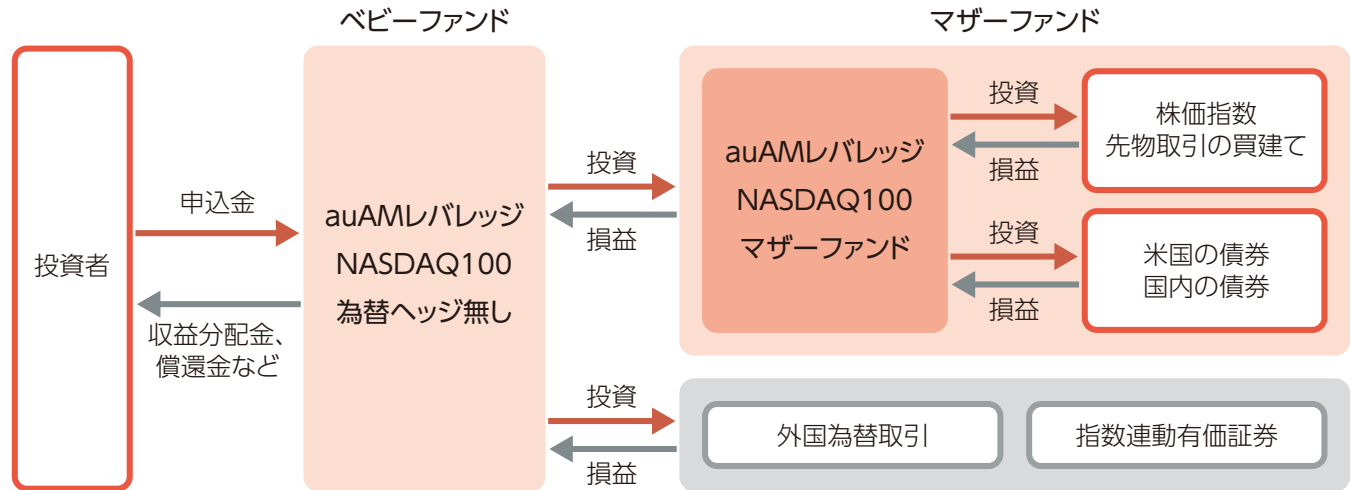 ベビーファンド
マザーファンド
投資者
申込金
収益分配金、
償還金など
auAMレバレッジ
NASDAQ100
為替ヘッジ無し
投資
損益
auAMレバレッジ
NASDAQ100
マザーファンド
投資
損益
株価指数
先物取引の買建て
投資
損益
米国の債券
国内の債券
投資
損益
外国為替取引
指数連動有価証券